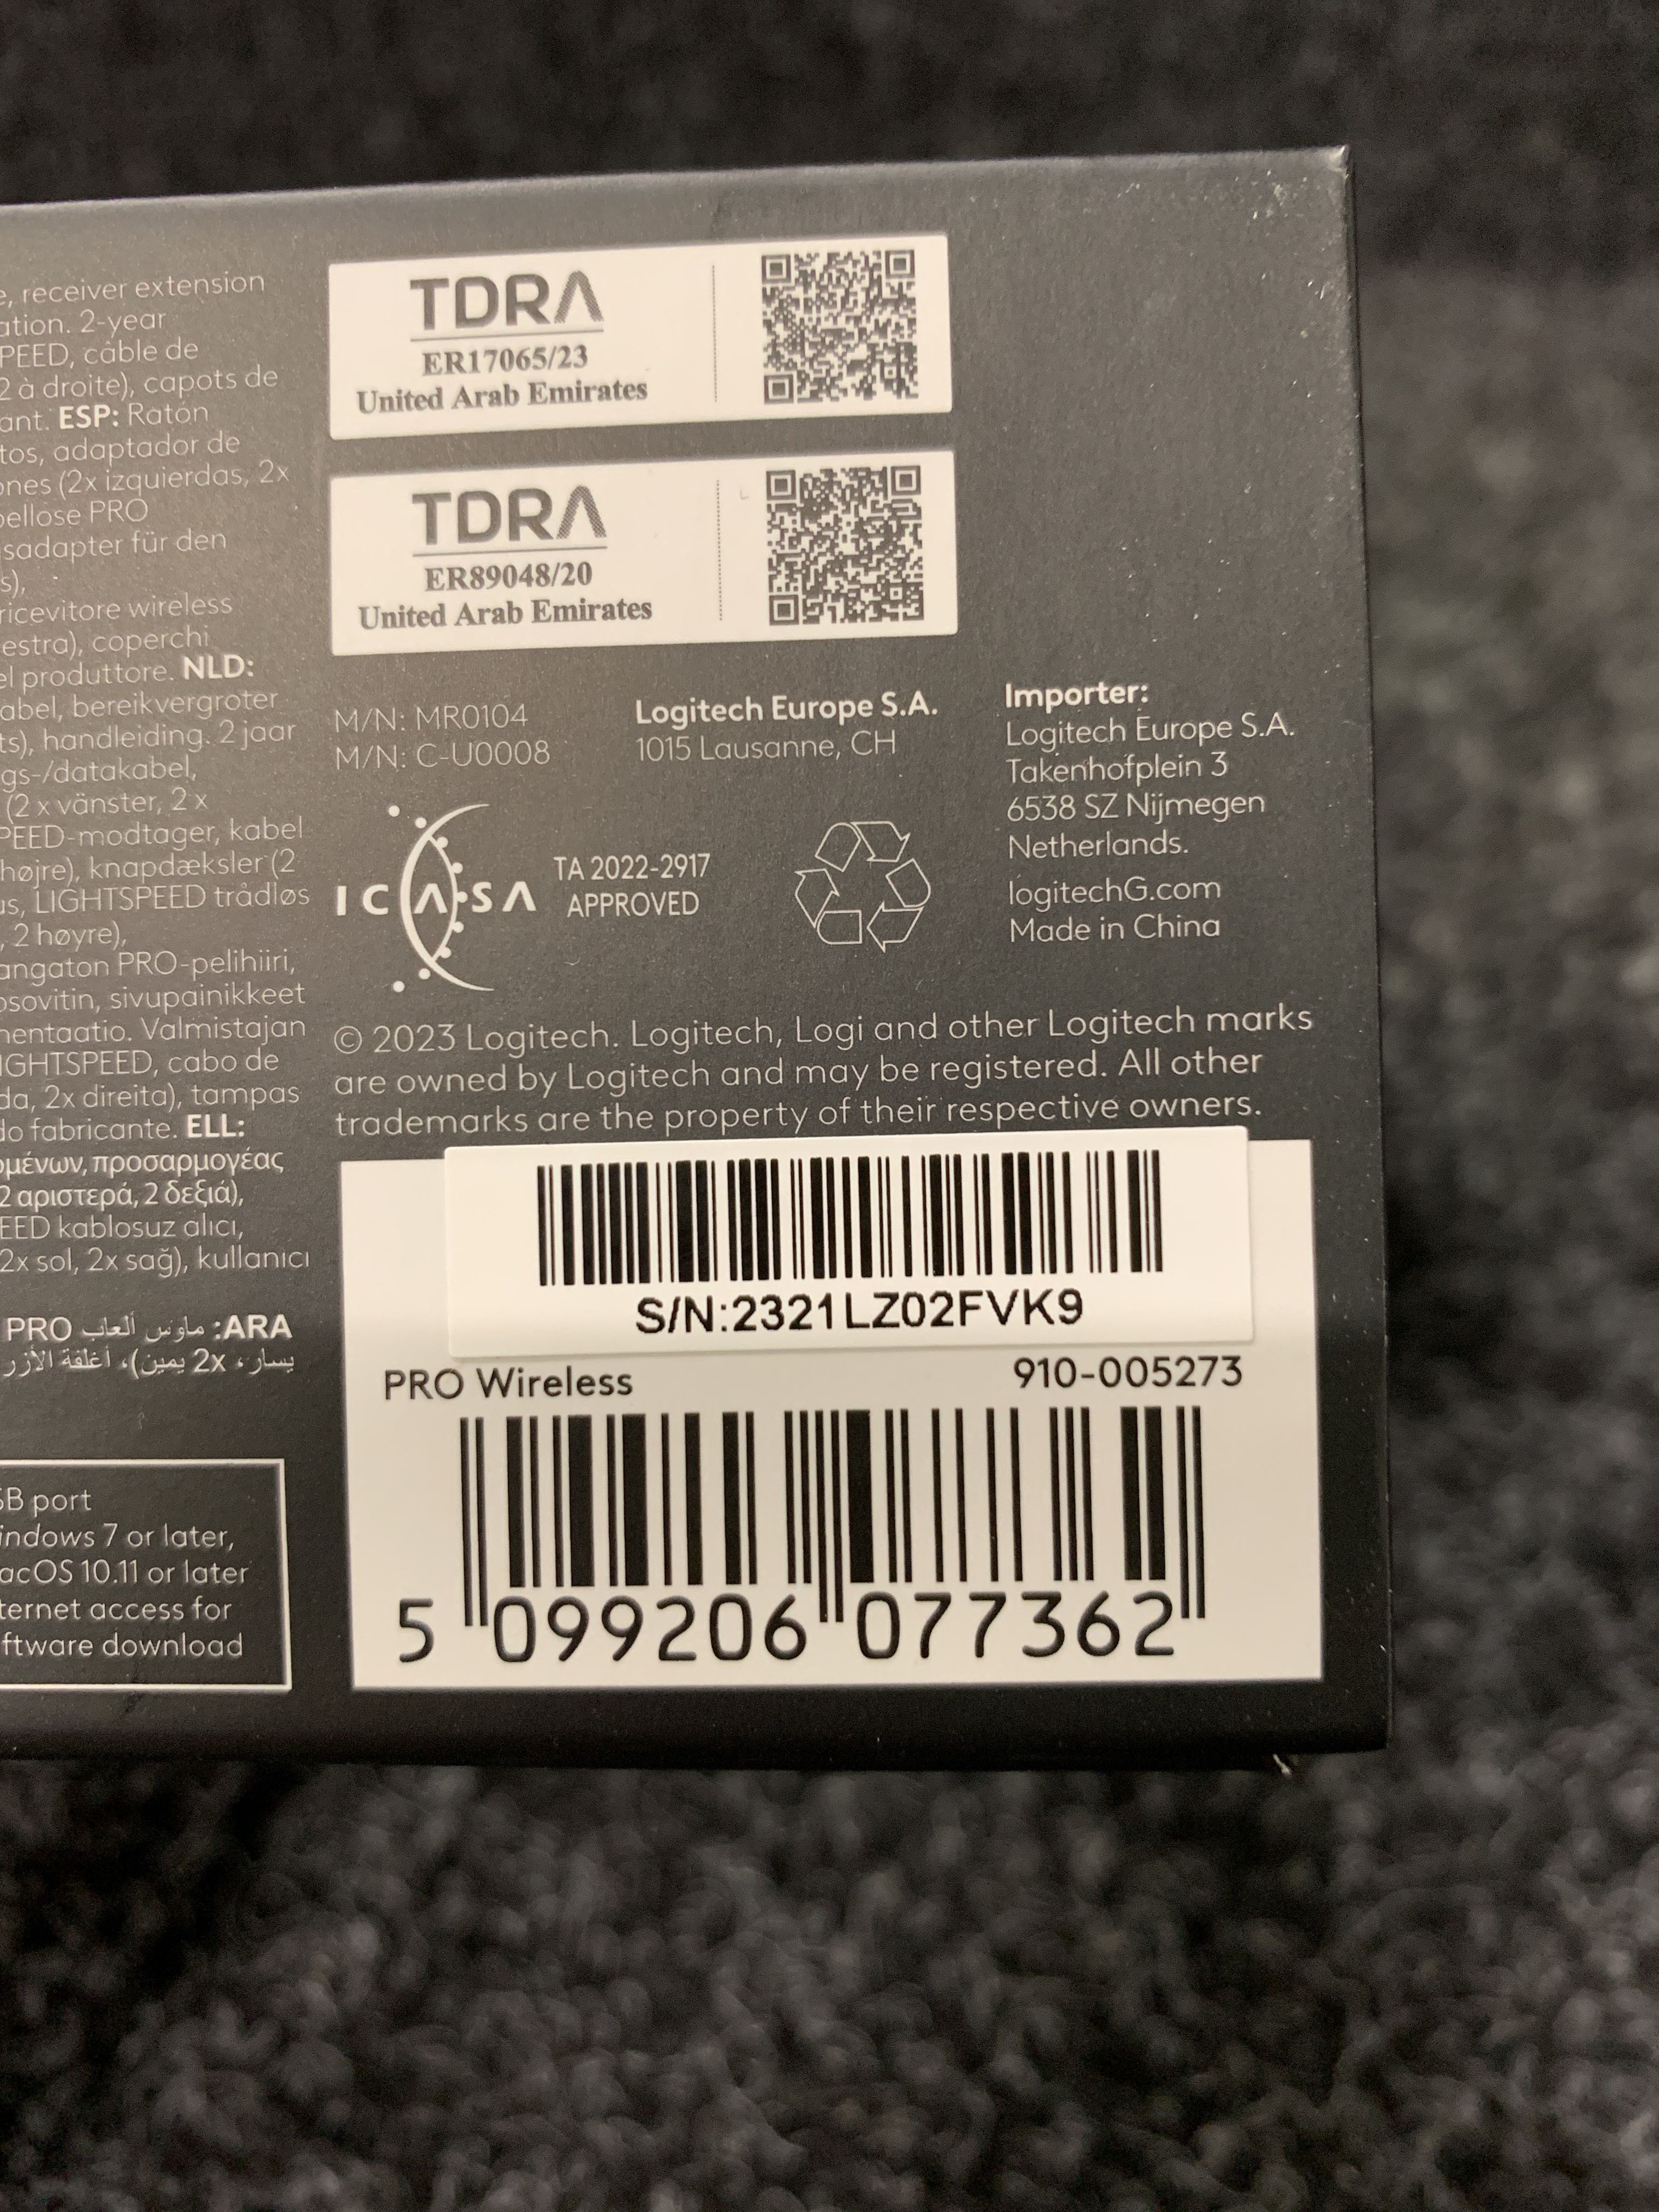 e, receiver extension
ation. 2-year
PEED, câble de
2 à droite), capots de
ant. ESP: Ratón
tos, adaptador de
ones (2x izquierdas, 2x
bellose PRO
sadapter für den
s),
ricevitore wireless
estra), coperchi
el produttore. NLD:
abel, bereikvergroter
ts), handleiding. 2 jaar
gs-/datakabel,
(2 x vänster, 2 x
PEED-modtager, kabel
højre), knapdæksler (2
us, LIGHTSPEED trådløs
, 2 høyre),
angaton PRO-pelihiiri,
osovitin, sivupainikkeet
mentaatio. Valmistajan
IGHTSPEED, cabo de
da, 2x direita), tampas
do fabricante. ELL:
ομένων, προσαρμογέας
2 αριστερά, 2 δεξιά),
EED kablosuz alıcı,
2x sol, 2x sağ), kullanıcı
ARA: ماوس ألعاب PRO
يسار، 2x يمين)، أغلفة الأزر
SB port
indows 7 or later,
acOS 10.11 or later
ternet access for
ftware download
TDRA
ER17065/23
United Arab Emirates
TDRA
ER89048/20
United Arab Emirates
M/N: MR0104
M/N: C-U0008
Logitech Europe S.A.
1015 Lausanne, CH
Importer:
Logitech Europe S.A.
Takenhofplein 3
6538 SZ Nijmegen
Netherlands.
logitechG.com
Made in China
ICASA
TA 2022-2917
APPROVED
© 2023 Logitech. Logitech, Logi and other Logitech marks
are owned by Logitech and may be registered. All other
trademarks are the property of their respective owners.
S/N:2321LZ02FVK9
PRO Wireless
910-005273
5 099206 077362